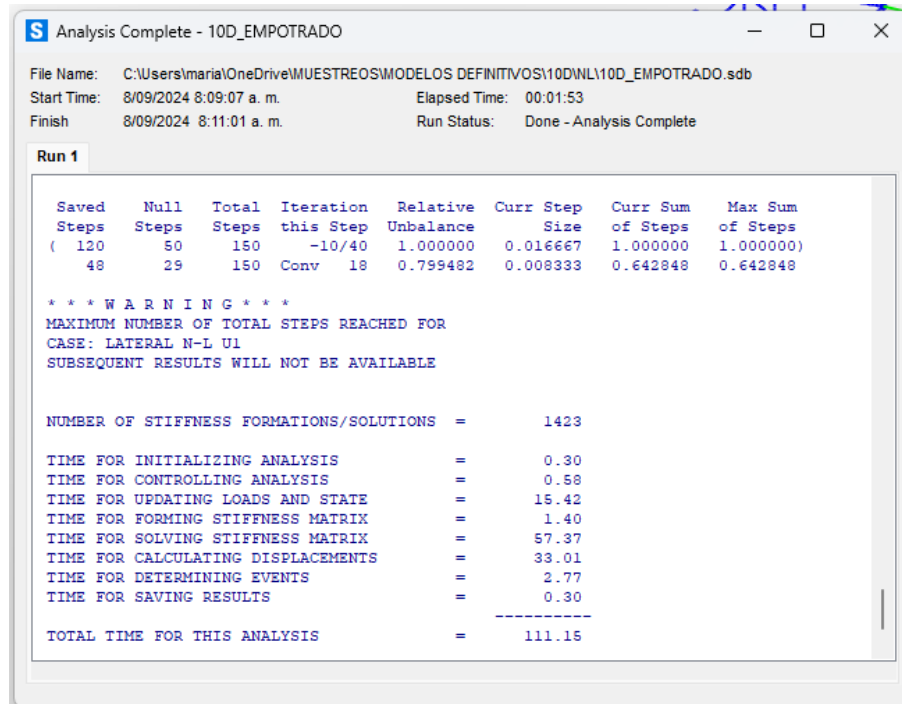 S Analysis Complete - 10D_EMPOTRADO
File Name: C:\Users\maria\OneDrive\MUESTREOS\MODELOS DEFINITIVOS\10D\NL\10D_EMPOTRADO.sdb
Start Time: 8/09/2024 8:09:07 a. m. Elapsed Time: 00:01:53
Finish 8/09/2024 8:11:01 a. m. Run Status: Done - Analysis Complete
Run 1
Saved Null Total Iteration Relative Curr Step Curr Sum Max Sum
Steps Steps Steps this Step Unbalance Size of Steps of Steps
( 120 50 150 -10/40 1.000000 0.016667 1.000000 1.000000)
48 29 150 Conv 18 0.799482 0.008333 0.642848 0.642848
* * * W A R N I N G * * *
MAXIMUM NUMBER OF TOTAL STEPS REACHED FOR
CASE: LATERAL N-L U1
SUBSEQUENT RESULTS WILL NOT BE AVAILABLE
NUMBER OF STIFFNESS FORMATIONS/SOLUTIONS = 1423
TIME FOR INITIALIZING ANALYSIS = 0.30
TIME FOR CONTROLLING ANALYSIS = 0.58
TIME FOR UPDATING LOADS AND STATE = 15.42
TIME FOR FORMING STIFFNESS MATRIX = 1.40
TIME FOR SOLVING STIFFNESS MATRIX = 57.37
TIME FOR CALCULATING DISPLACEMENTS = 33.01
TIME FOR DETERMINING EVENTS = 2.77
TIME FOR SAVING RESULTS = 0.30
----------
TOTAL TIME FOR THIS ANALYSIS = 111.15